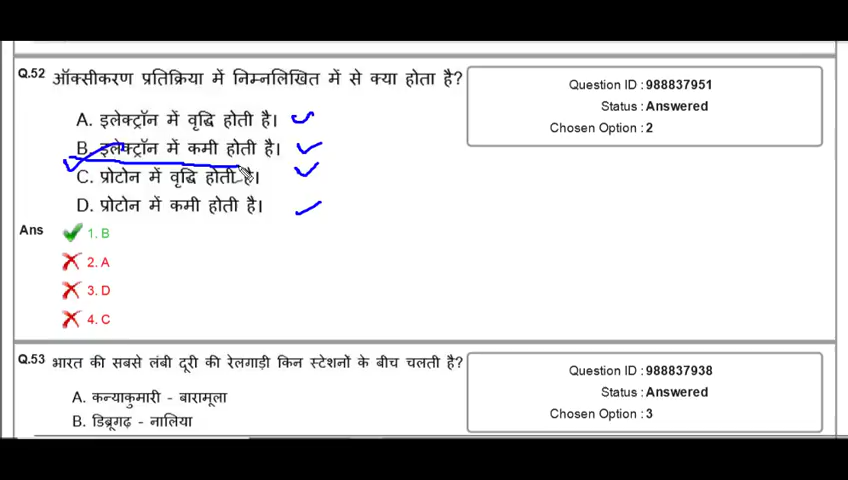 Q.52 ऑक्सीकरण प्रतिक्रिया में निम्नलिखित में से क्या होता है?
Question ID : 988837951
Status : Answered
Chosen Option : 2
A. इलेक्ट्रॉन में वृद्धि होती है।
B. इलेक्ट्रॉन में कमी होती है।
C. प्रोटोन में वृद्धि होती है।
D. प्रोटोन में कमी होती है।
Ans
1. B
2. A
3. D
4. C
Q.53 भारत की सबसे लंबी दूरी की रेलगाड़ी किन स्टेशनों के बीच चलती है?
Question ID : 988837938
Status : Answered
Chosen Option : 3
A. कन्याकुमारी - बारामूला
B. डिब्रूगढ़ - नालिया